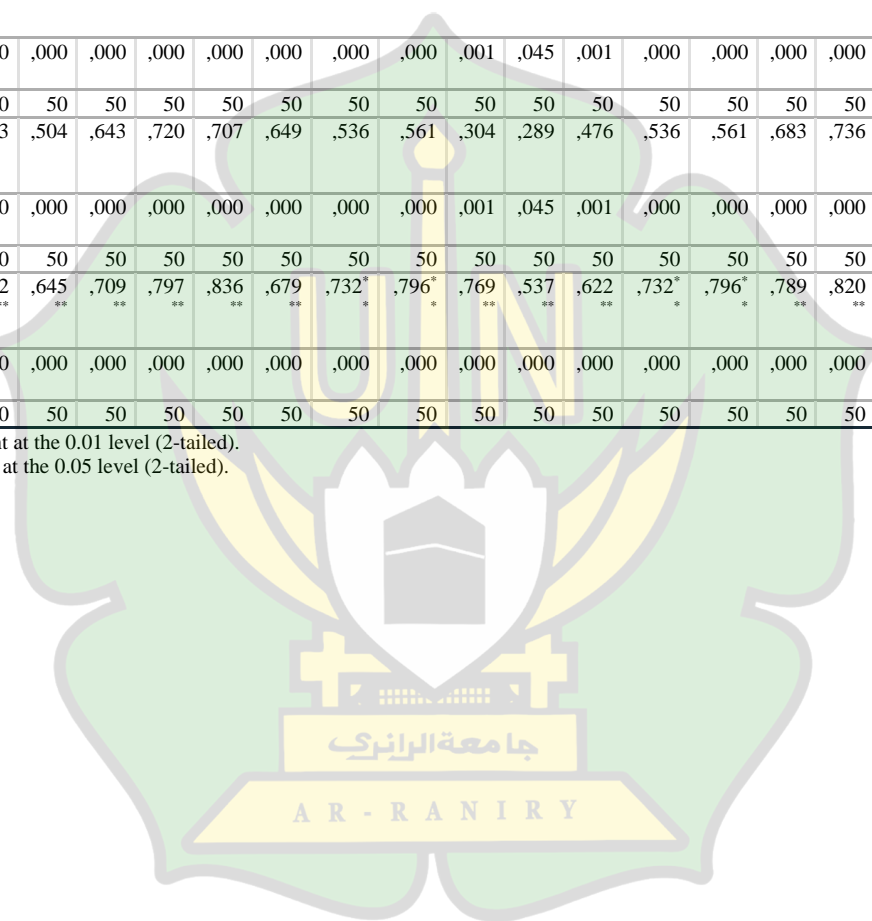 0 ,000 ,000 ,000 ,000 ,000 ,000 ,000 ,001 ,045 ,001 ,000 ,000 ,000 ,000
0 50 50 50 50 50 50 50 50 50 50 50 50 50 50
3 ,504 ,643 ,720 ,707 ,649 ,536 ,561 ,304 ,289 ,476 ,536 ,561 ,683 ,736
0 ,000 ,000 ,000 ,000 ,000 ,000 ,000 ,001 ,045 ,001 ,000 ,000 ,000 ,000
0 50 50 50 50 50 50 50 50 50 50 50 50 50 50
2 ,645 ,709 ,797 ,836 ,679 ,732* ,796* ,769 ,537 ,622 ,732* ,796* ,789 ,820
** ** ** ** ** ** * * ** ** ** * * ** **
0 ,000 ,000 ,000 ,000 ,000 ,000 ,000 ,000 ,000 ,000 ,000 ,000 ,000 ,000
0 50 50 50 50 50 50 50 50 50 50 50 50 50 50
t at the 0.01 level (2-tailed).
at the 0.05 level (2-tailed).
UIN
جامعة الرانري
AR-RANIRY